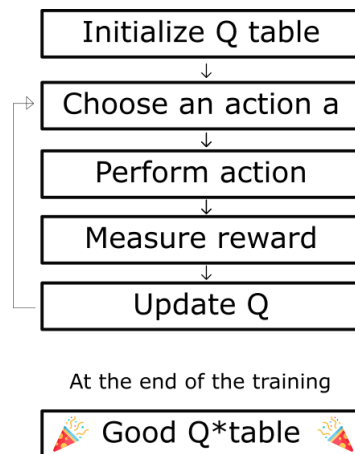 Initialize Q table
Choose an action a
Perform action
Measure reward
Update Q
At the end of the training
Good Q*table